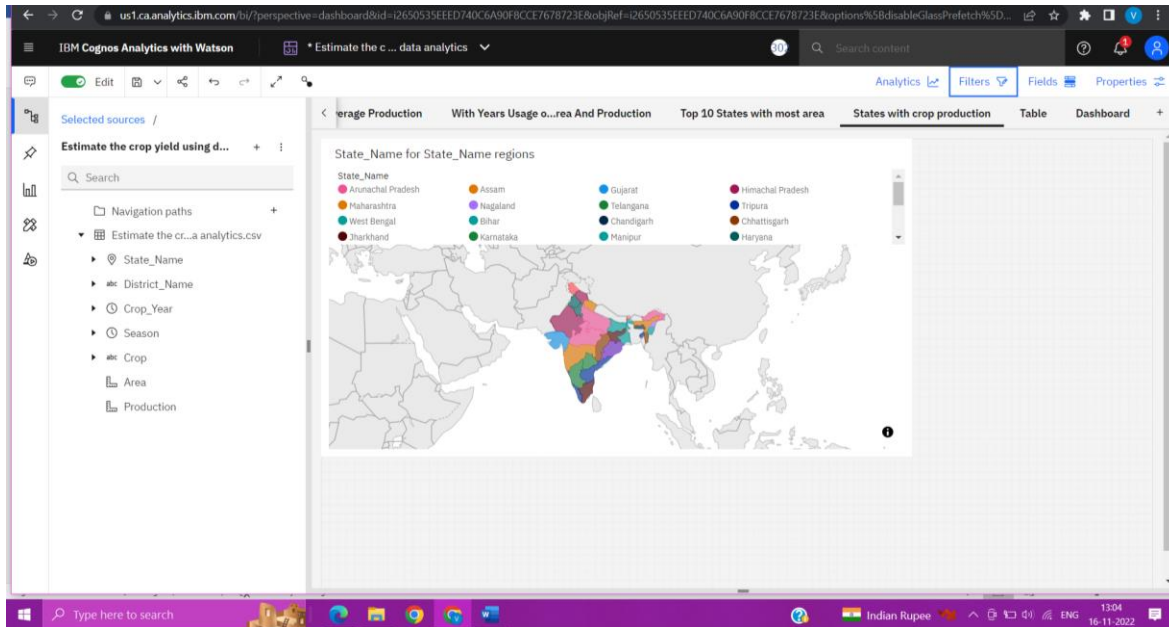 us1.ca.analytics.ibm.com/bi/?perspective=dashboard&id=i2650535EEED740C6A90F8CCE7678723E&objRef=i2650535EEED740C6A90F8CCE7678723E&options%5BdisableGlassPrefetch%5D...
V
IBM Cognos Analytics with Watson
* Estimate the c ... data analytics
30
Search content
1
Edit
Analytics
Filters
Fields
Properties
Selected sources /
erage Production
With Years Usage o...rea And Production
Top 10 States with most area
States with crop production
Table
Dashboard
+
Estimate the crop yield using d...
+
Search
Navigation paths
+
Estimate the cr...a analytics.csv
State_Name
abc District_Name
Crop_Year
Season
abc Crop
Area
Production
State_Name for State_Name regions
State_Name
Arunachal Pradesh Assam Gujarat Himachal Pradesh
Maharashtra Nagaland Telangana Tripura
West Bengal Bihar Chandigarh Chhattisgarh
Jharkhand Karnataka Manipur Haryana
Type here to search
Indian Rupee
ENG
13:04
16-11-2022